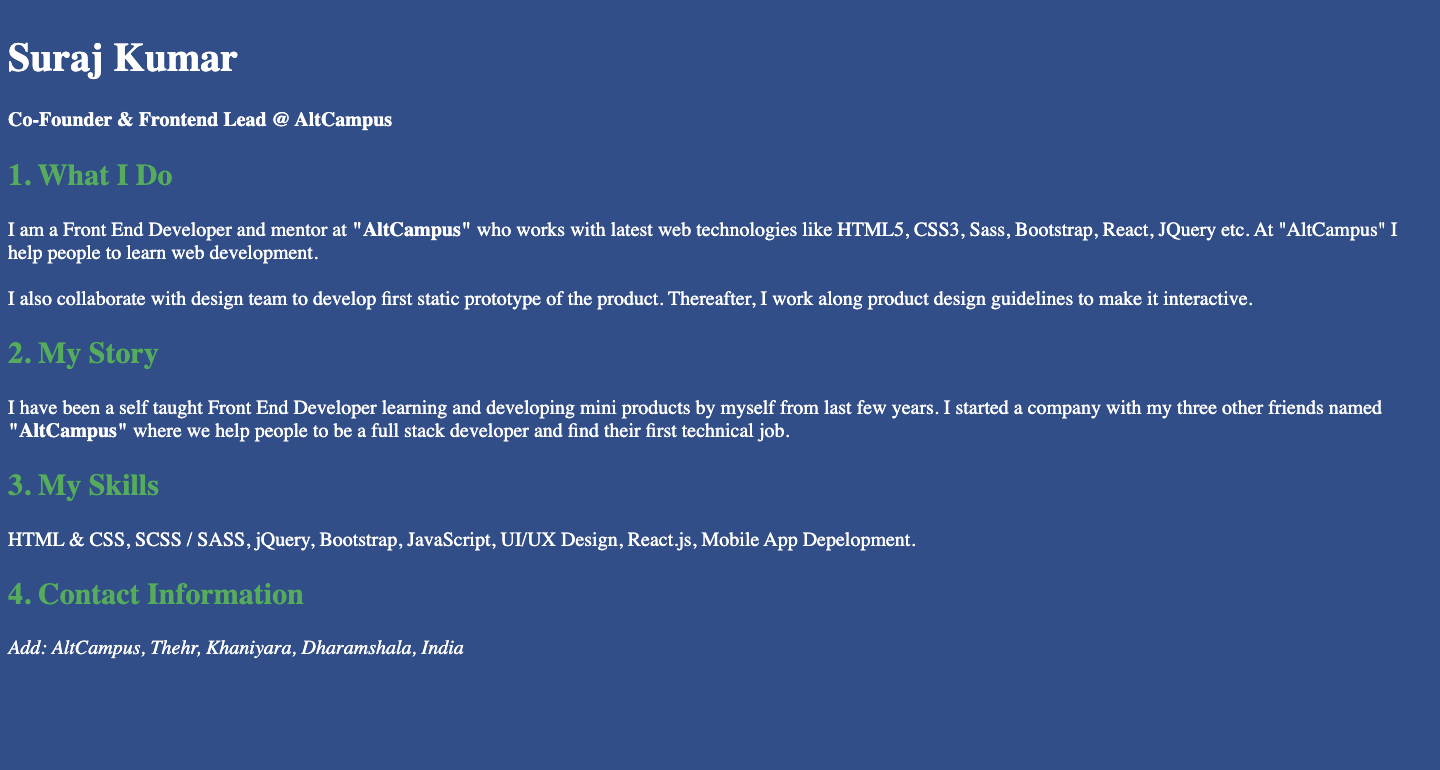 Suraj Kumar
Co-Founder & Frontend Lead @ AltCampus
1. What I Do
I am a Front End Developer and mentor at "AltCampus" who works with latest web technologies like HTML5, CSS3, Sass, Bootstrap, React, JQuery etc. At "AltCampus" I
help people to learn web development.
I also collaborate with design team to develop first static prototype of the product. Thereafter, I work along product design guidelines to make it interactive.
2. My Story
I have been a self taught Front End Developer learning and developing mini products by myself from last few years. I started a company with my three other friends named
"AltCampus" where we help people to be a full stack developer and find their first technical job.
3. My Skills
HTML & CSS, SCSS / SASS, jQuery, Bootstrap, JavaScript, UI/UX Design, React.js, Mobile App Depelopment.
4. Contact Information
Add: AltCampus, Thehr, Khaniyara, Dharamshala, India